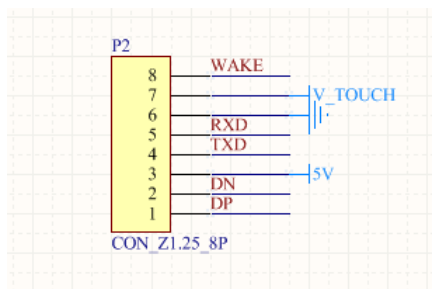 P2
8 WAKE
7 V_TOUCH
6
5 RXD
4 TXD
3 5V
2 DN
1 DP
CON_Z1.25_8P